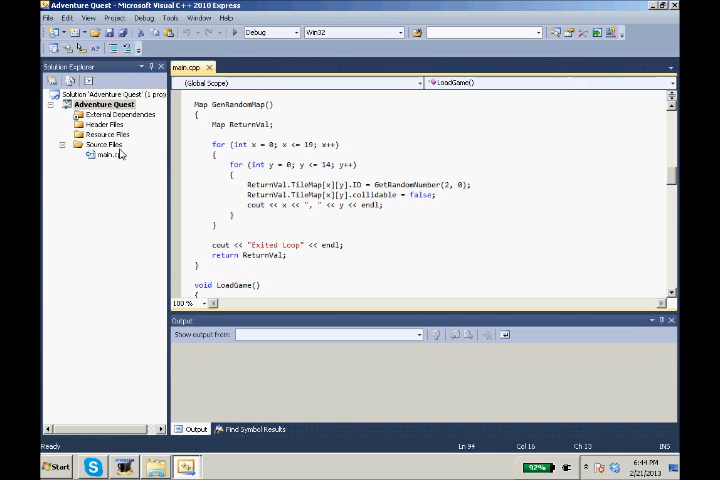 Adventure Quest - Microsoft Visual C++ 2010 Express
File Edit View Project Debug Tools Window Help
Debug Win32
Solution Explorer
main.cpp
(Global Scope) LoadGame()
Solution 'Adventure Quest' (1 proj
Adventure Quest
External Dependencies
Header Files
Resource Files
Source Files
main.cpp
Map GenRandomMap()
{
Map ReturnVal;
for (int x = 0; x <= 19; x++)
{
for (int y = 0; y <= 14; y++)
{
ReturnVal.TileMap[x][y].ID = GetRandomNumber(2, 0);
ReturnVal.TileMap[x][y].collidable = false;
cout << x << ", " << y << endl;
}
}
cout << "Exited Loop" << endl;
return ReturnVal;
}
void LoadGame()
{
100 %
Output
Show output from:
Output Find Symbol Results
Ready Ln 94 Col 16 Ch 13 INS
Start 92% 6:44 PM
2/21/2013